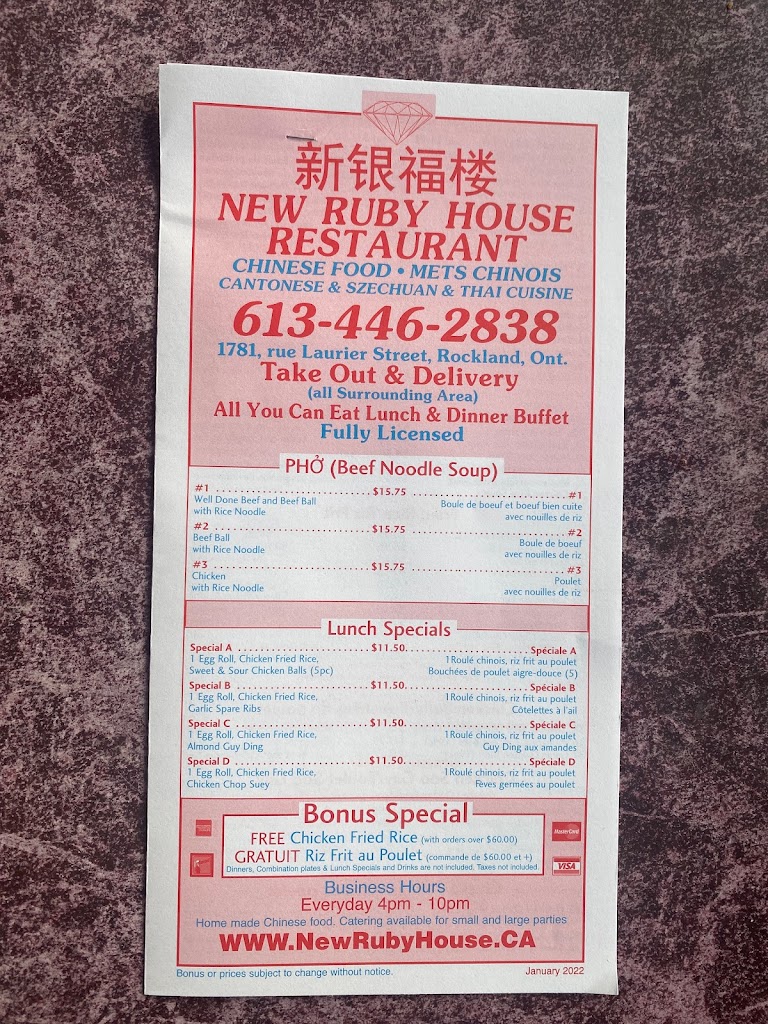 新银福楼
NEW RUBY HOUSE
RESTAURANT
CHINESE FOOD • METS CHINOIS
CANTONESE & SZECHUAN & THAI CUISINE
613-446-2838
1781, rue Laurier Street, Rockland, Ont.
Take Out & Delivery
(all Surrounding Area)
All You Can Eat Lunch & Dinner Buffet
Fully Licensed
PHỞ (Beef Noodle Soup)
#1 ........................ $15.75 ........................ #1
Well Done Beef and Beef Ball Boule de boeuf et boeuf bien cuite
with Rice Noodle avec nouilles de riz
#2 ........................ $15.75 ........................ #2
Beef Ball Boule de boeuf
with Rice Noodle avec nouilles de riz
#3 ........................ $15.75 ........................ #3
Chicken Poulet
with Rice Noodle avec nouilles de riz
Lunch Specials
Special A ........................ $11.50 ........................ Spéciale A
1 Egg Roll, Chicken Fried Rice, 1Roulé chinois, riz frit au poulet
Sweet & Sour Chicken Balls (5pc) Bouchées de poulet aigre-douce (5)
Special B ........................ $11.50 ........................ Spéciale B
1 Egg Roll, Chicken Fried Rice, 1Roulé chinois, riz frit au poulet
Garlic Spare Ribs Côtelettes à l'ail
Special C ........................ $11.50 ........................ Spéciale C
1 Egg Roll, Chicken Fried Rice, 1Roulé chinois, riz frit au poulet
Almond Guy Ding Guy Ding aux amandes
Special D ........................ $11.50 ........................ Spéciale D
1 Egg Roll, Chicken Fried Rice, 1Roulé chinois, riz frit au poulet
Chicken Chop Suey Feves germées au poulet
Bonus Special
FREE Chicken Fried Rice (with orders over $60.00)
GRATUIT Riz Frit au Poulet (commande de $60.00 et +)
Dinners, Combination plates & Lunch Specials and Drinks are not included. Taxes not included.
MasterCard
VISA
Business Hours
Everyday 4pm - 10pm
Home made Chinese food. Catering available for small and large parties
WWW.NewRubyHouse.CA
Bonus or prices subject to change without notice. January 2022